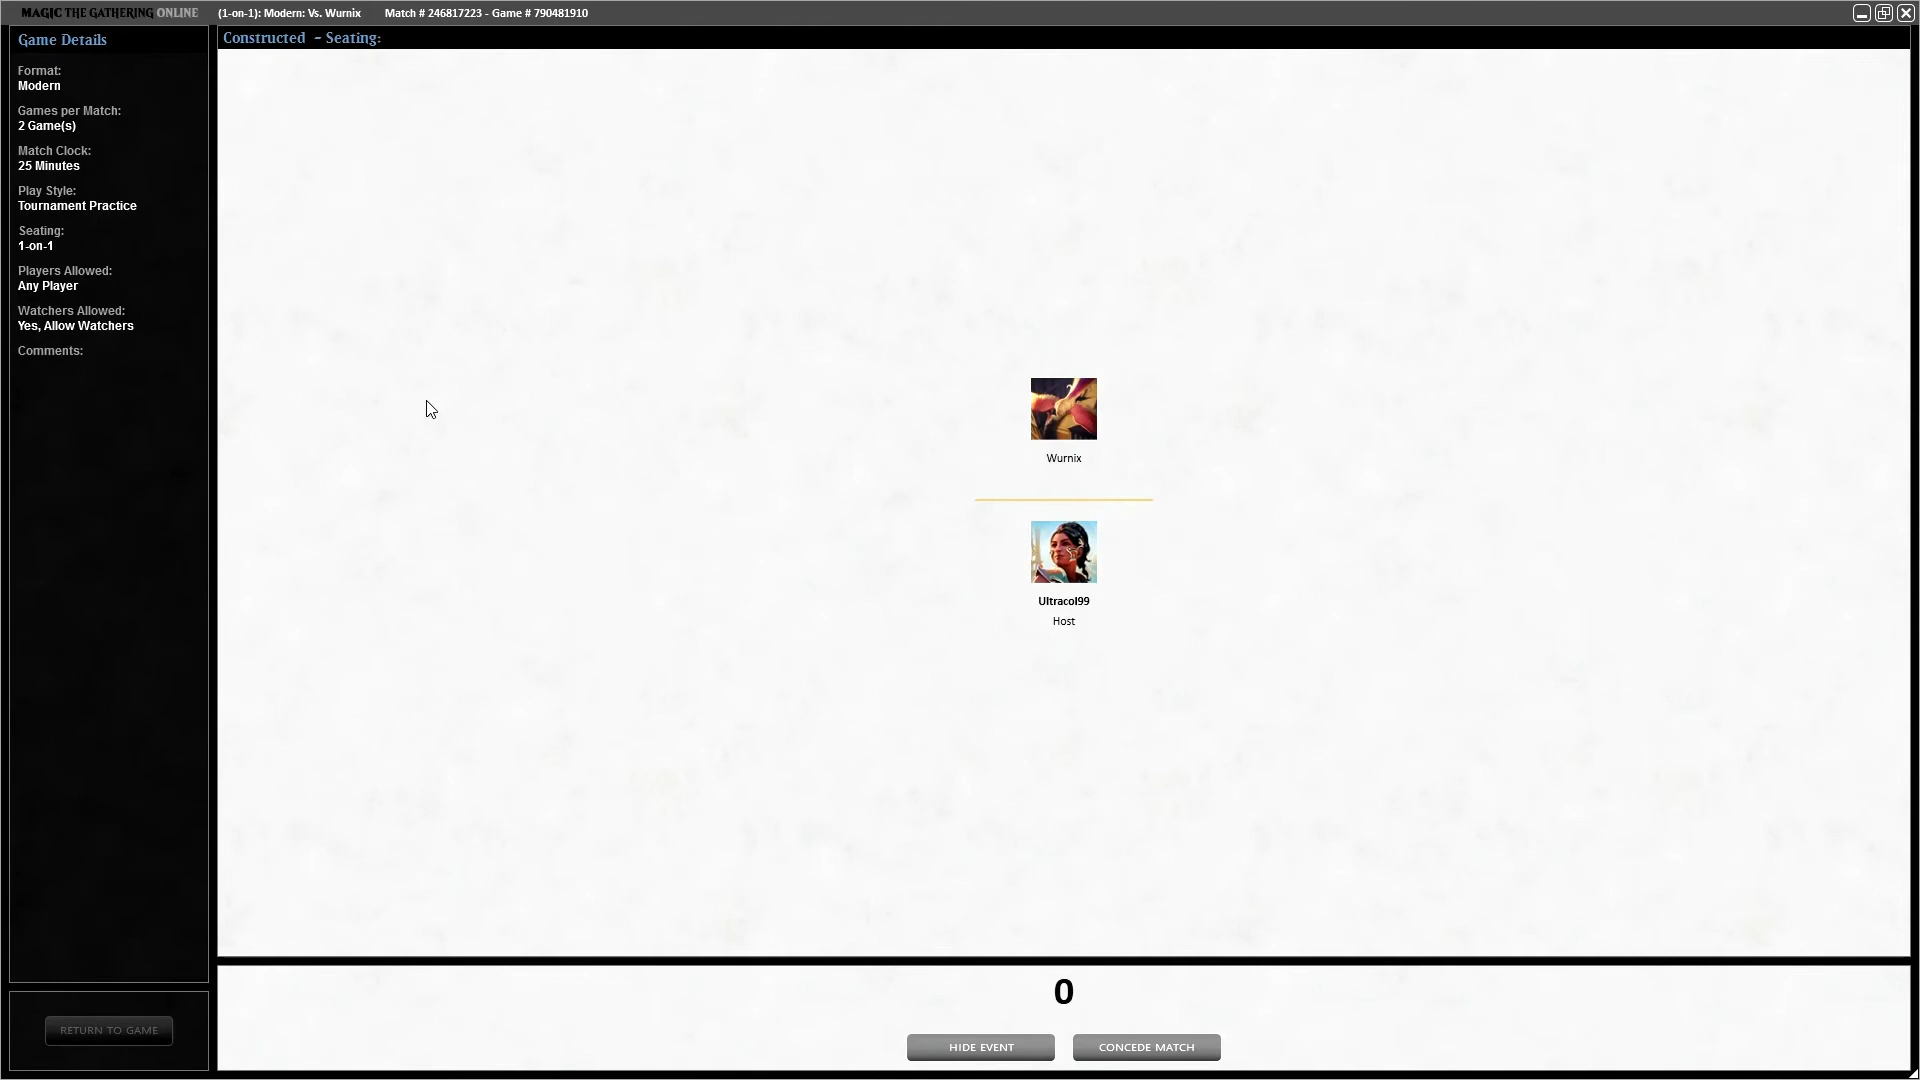 MAGIC THE GATHERING ONLINE (1-on-1): Modern: Vs. Wurnix Match # 246817223 - Game # 790481910
Game Details
Format:
Modern
Games per Match:
2 Game(s)
Match Clock:
25 Minutes
Play Style:
Tournament Practice
Seating:
1-on-1
Players Allowed:
Any Player
Watchers Allowed:
Yes, Allow Watchers
Comments:
RETURN TO GAME
Constructed - Seating:
Wurnix
Ultracol99
Host
0
HIDE EVENT
CONCEDE MATCH